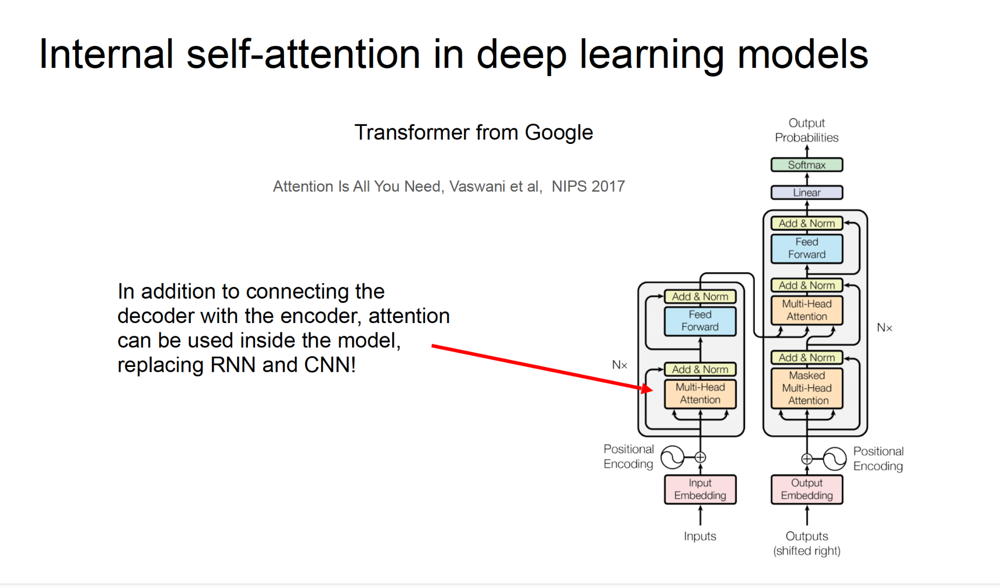 Internal self-attention in deep learning models
Transformer from Google
Attention Is All You Need, Vaswani et al,  NIPS 2017
In addition to connecting the
decoder with the encoder, attention
can be used inside the model,
replacing RNN and CNN!
Output
Probabilities
Softmax
Linear
Add & Norm
Feed
Forward
Add & Norm
Multi-Head
Attention
Nx
Add & Norm
Masked
Multi-Head
Attention
Add & Norm
Feed
Forward
Nx
Add & Norm
Multi-Head
Attention
Positional
Encoding
Positional
Encoding
Input
Embedding
Output
Embedding
Inputs
Outputs
(shifted right)